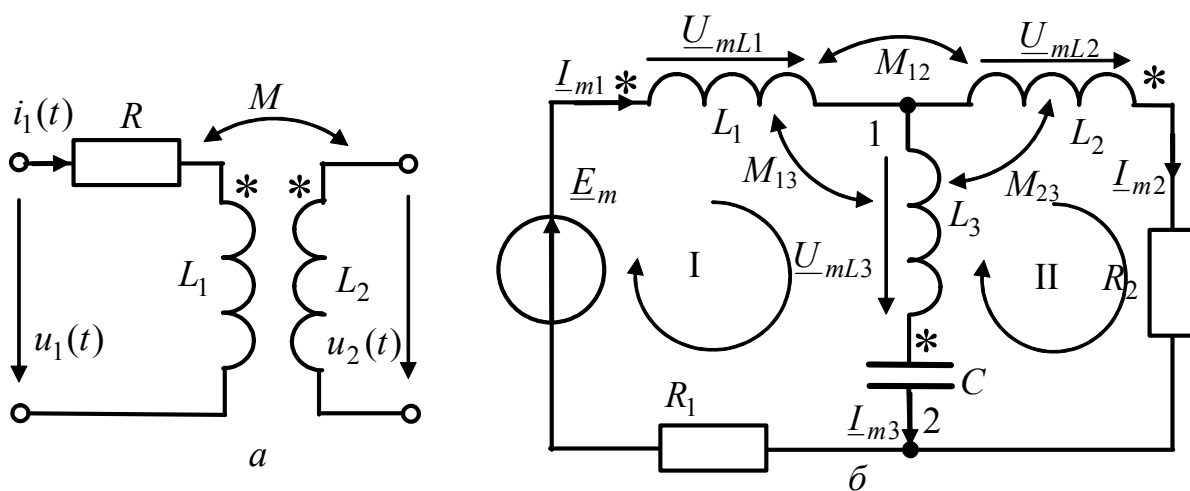 i₁(t)
R
M
*
*
L₁
L₂
u₁(t)
u₂(t)
а
U_mL1
M₁₂
U_mL2
I_m1
*
*
L₁
1
L₂
M₁₃
M₂₃
I_m2
E_m
L₃
I
U_mL3
II
R₂
*
C
R₁
I_m3
2
б